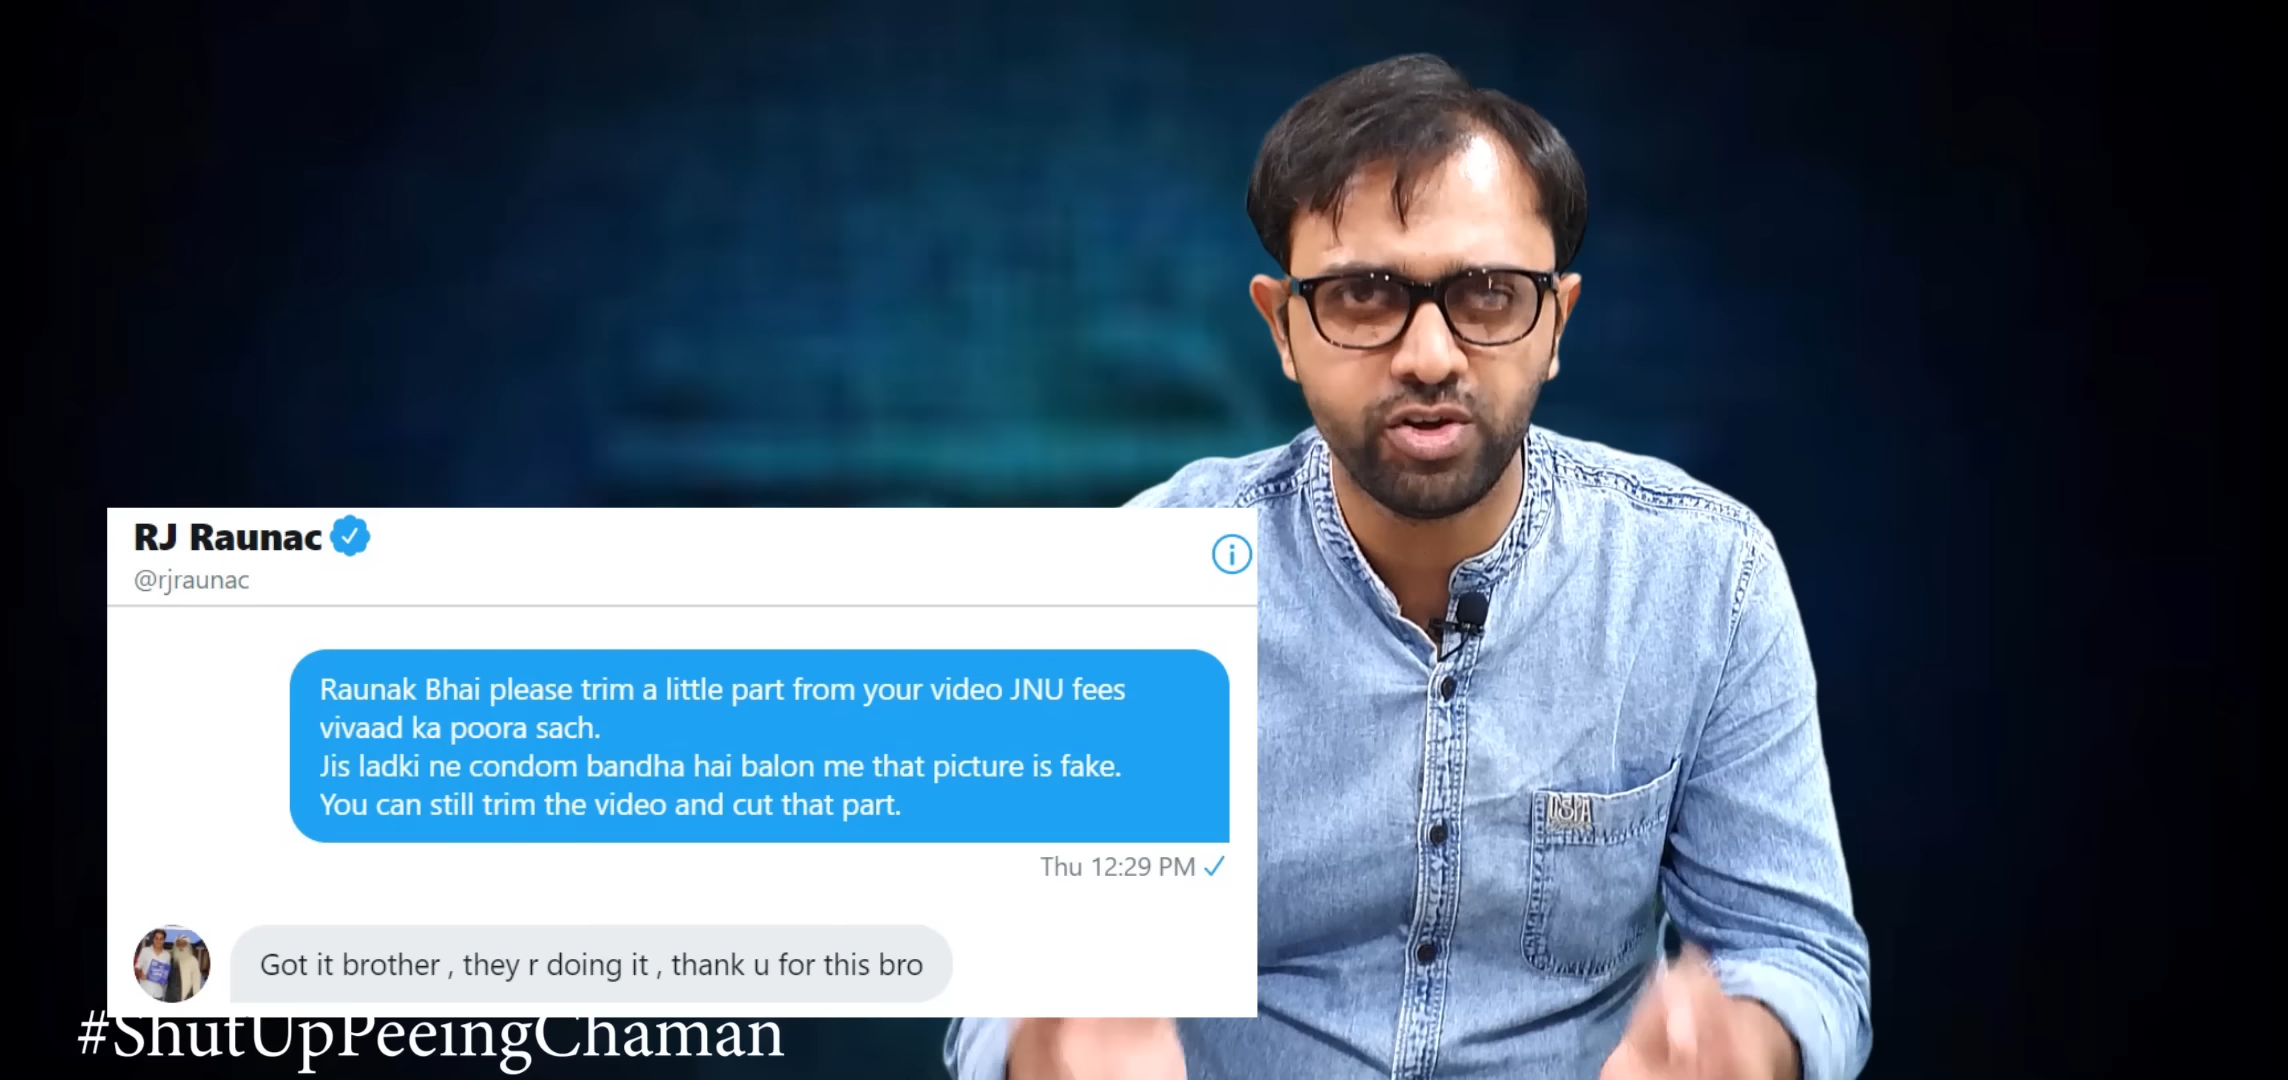 RJ Raunac
@rjraunac
Raunak Bhai please trim a little part from your video JNU fees
vivaad ka poora sach.
Jis ladki ne condom bandha hai balon me that picture is fake.
You can still trim the video and cut that part.
Thu 12:29 PM
Got it brother , they r doing it , thank u for this bro
#ShutUpPeeingChaman